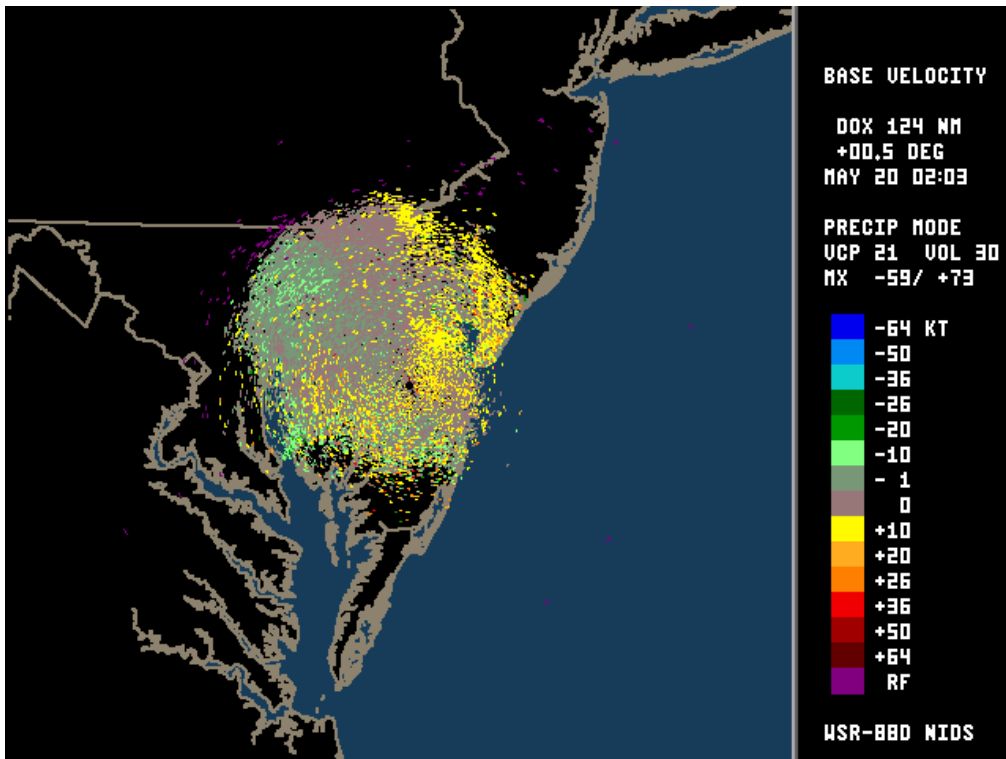 BASE VELOCITY
DOX 124 NM
+00.5 DEG
MAY 20 02:03
PRECIP MODE
VCP 21 VOL 30
MX -59/ +73
-64 KT
-50
-36
-26
-20
-10
- 1
0
+10
+20
+26
+36
+50
+64
RF
WSR-88D NIDS